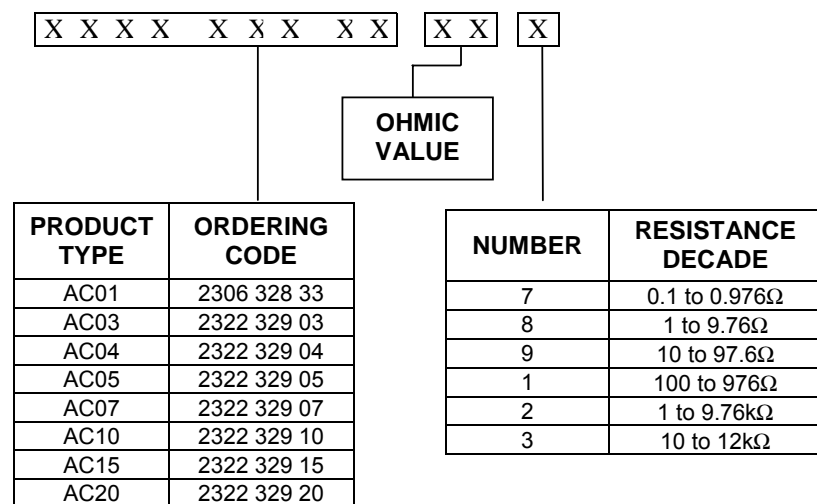 X X X X X X X X X X X X
OHMIC
VALUE
PRODUCT TYPE ORDERING CODE
AC01 2306 328 33
AC03 2322 329 03
AC04 2322 329 04
AC05 2322 329 05
AC07 2322 329 07
AC10 2322 329 10
AC15 2322 329 15
AC20 2322 329 20
NUMBER RESISTANCE DECADE
7 0.1 to 0.976Ω
8 1 to 9.76Ω
9 10 to 97.6Ω
1 100 to 976Ω
2 1 to 9.76kΩ
3 10 to 12kΩ